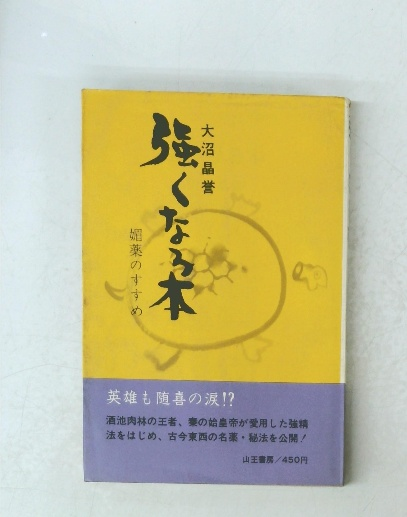 大沼晶誉
強くなる本
媚薬のすすめ
英雄も随喜の涙!?
酒池肉林の王者、秦の始皇帝が愛用した強精
法をはじめ、古今東西の名薬・秘法を公開!
山王書房/450円